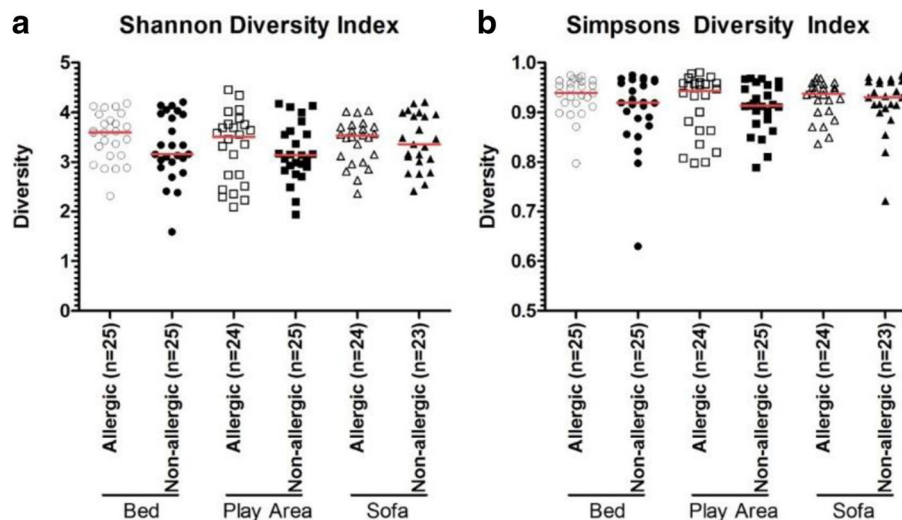 a
Shannon Diversity Index
Diversity
5
4
3
2
1
0
Allergic (n=25)
Non-allergic (n=25)
Allergic (n=24)
Non-allergic (n=25)
Allergic (n=24)
Non-allergic (n=23)
Bed
Play Area
Sofa
b
Simpsons Diversity Index
Diversity
1.0
0.9
0.8
0.7
0.6
0.5
Allergic (n=25)
Non-allergic (n=25)
Allergic (n=24)
Non-allergic (n=25)
Allergic (n=24)
Non-allergic (n=23)
Bed
Play Area
Sofa